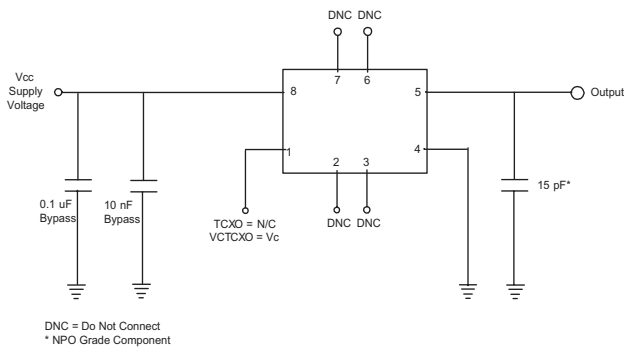 DNC DNC
7 6
Vcc
Supply
Voltage
8
5
Output
1
4
2 3
0.1 uF
Bypass
10 nF
Bypass
15 pF*
TCXO = N/C
VCTCXO = Vc
DNC DNC
DNC = Do Not Connect
* NPO Grade Component